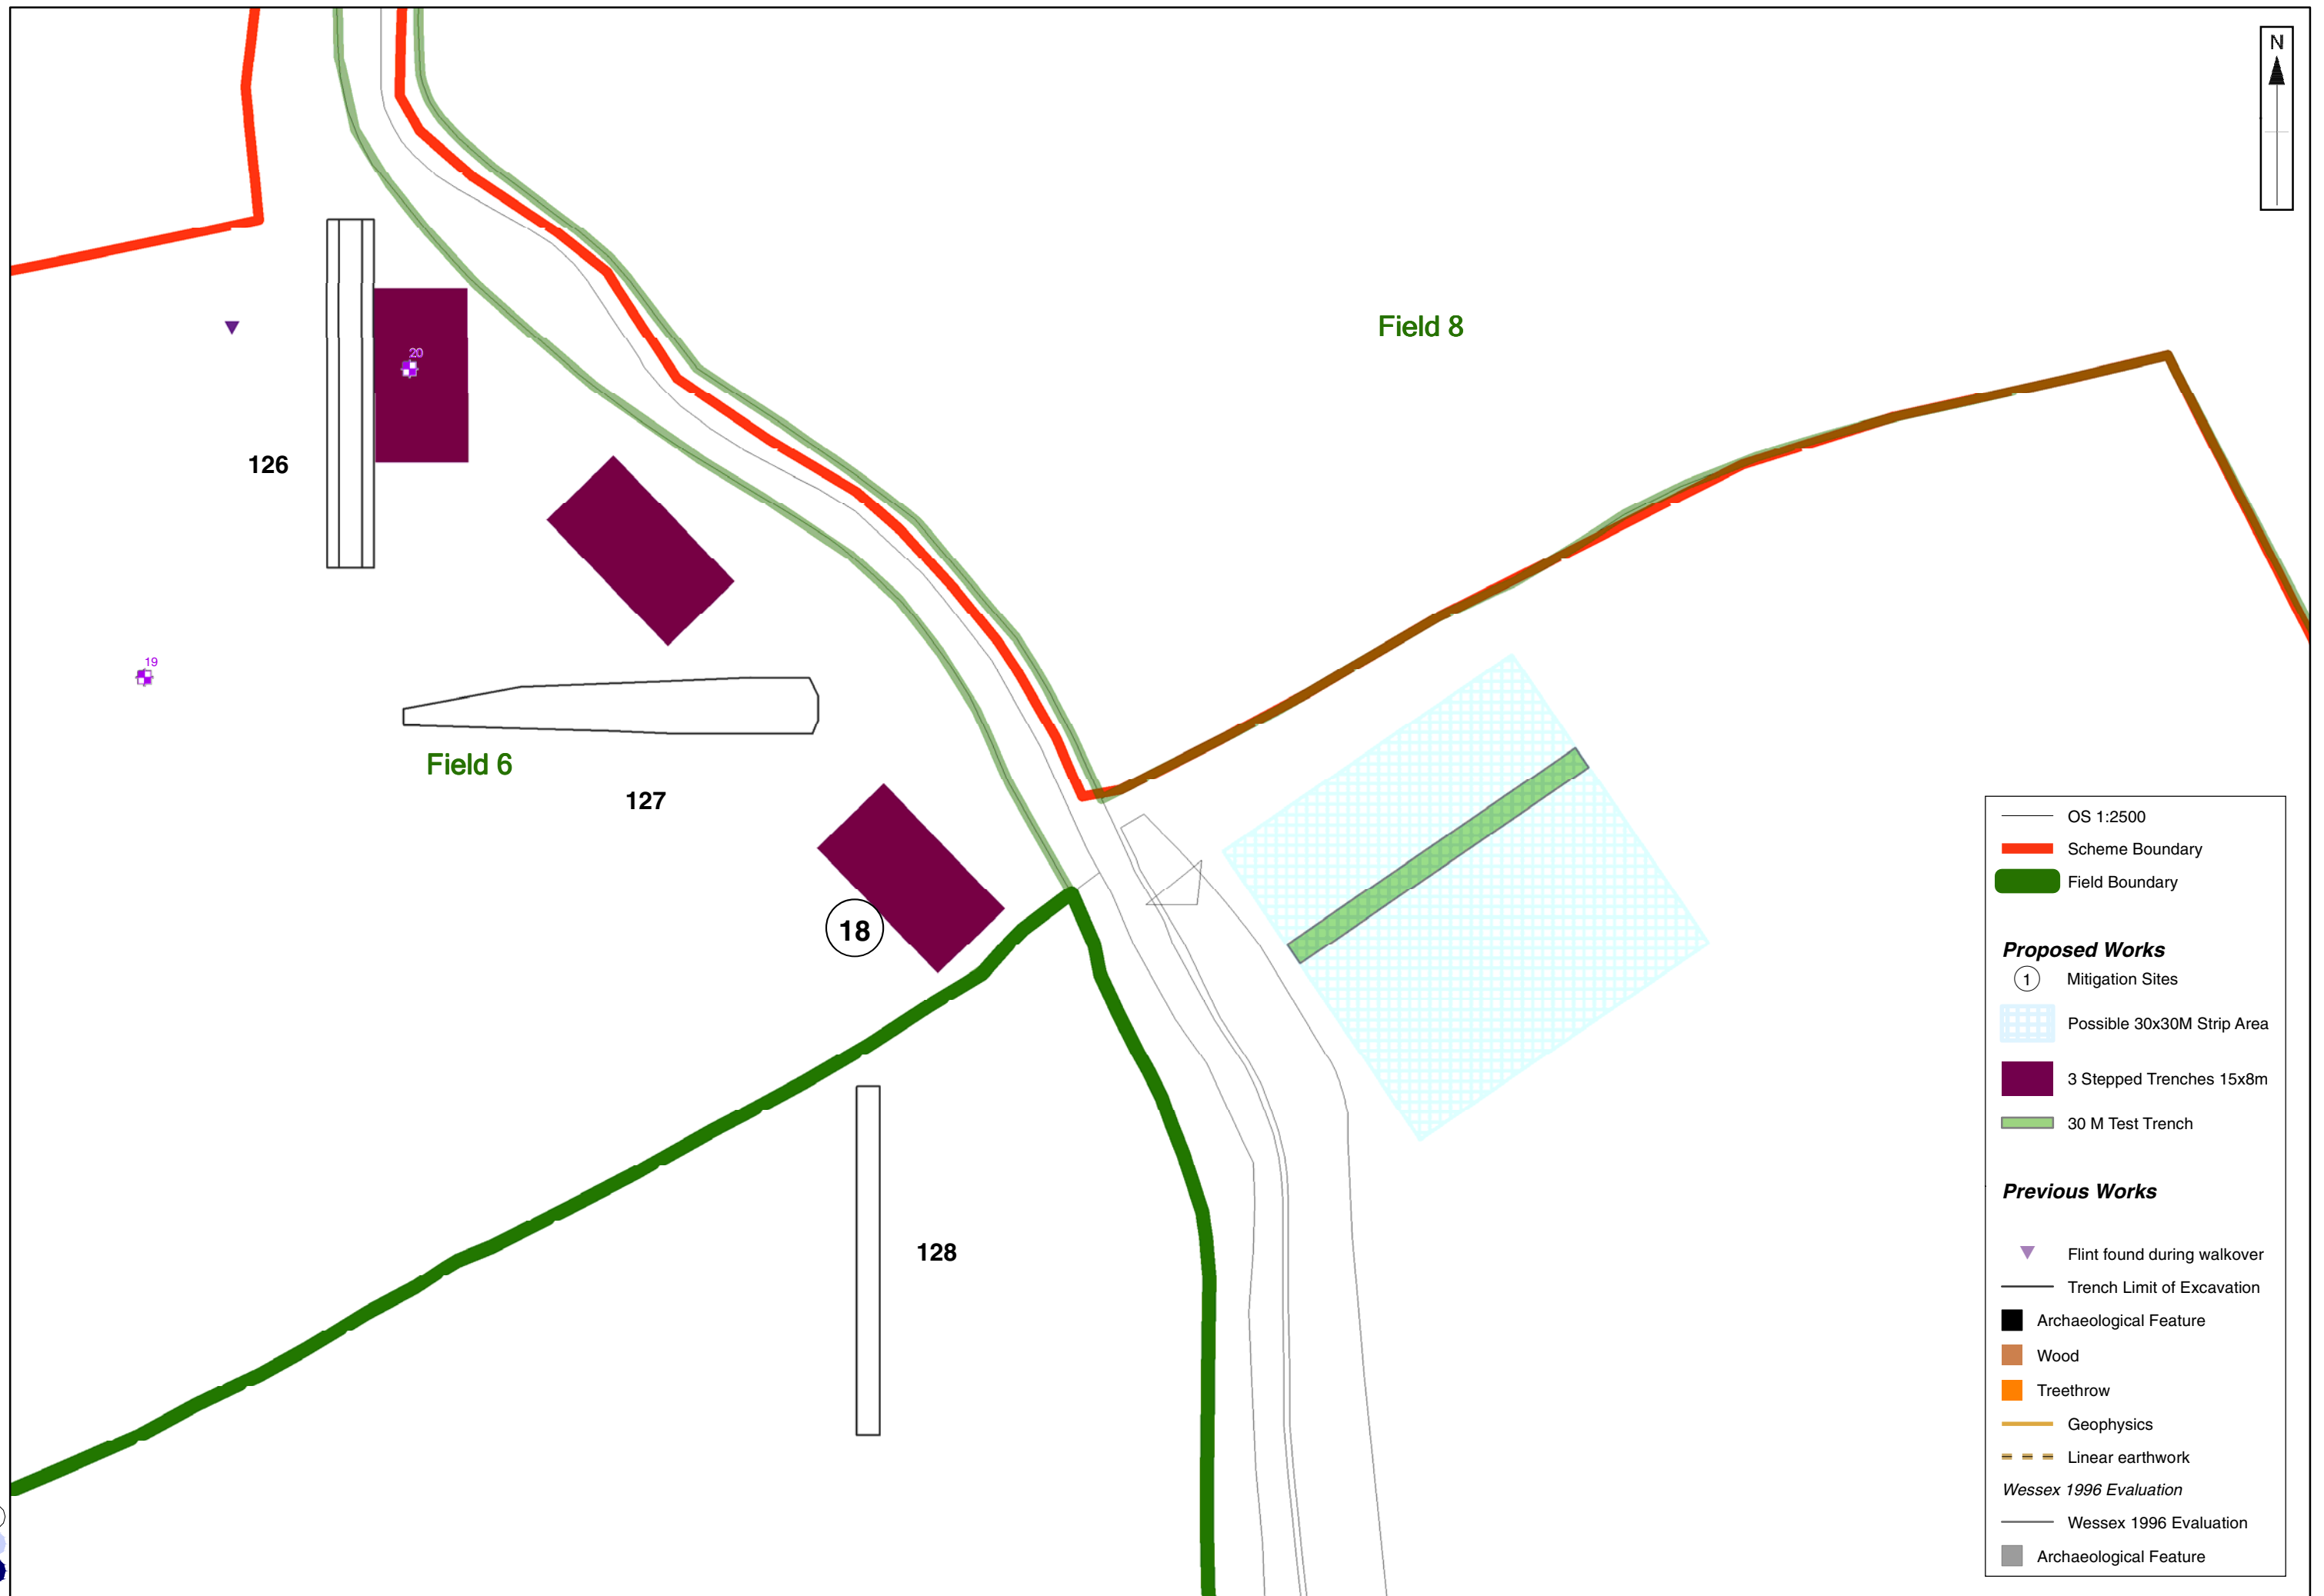 N
Field 8
20
126
19
Field 6
127
18
128
OS 1:2500
Scheme Boundary
Field Boundary
Proposed Works
1 Mitigation Sites
Possible 30x30M Strip Area
3 Stepped Trenches 15x8m
30 M Test Trench
Previous Works
Flint found during walkover
Trench Limit of Excavation
Archaeological Feature
Wood
Treethrow
Geophysics
Linear earthwork
Wessex 1996 Evaluation
Wessex 1996 Evaluation
Archaeological Feature